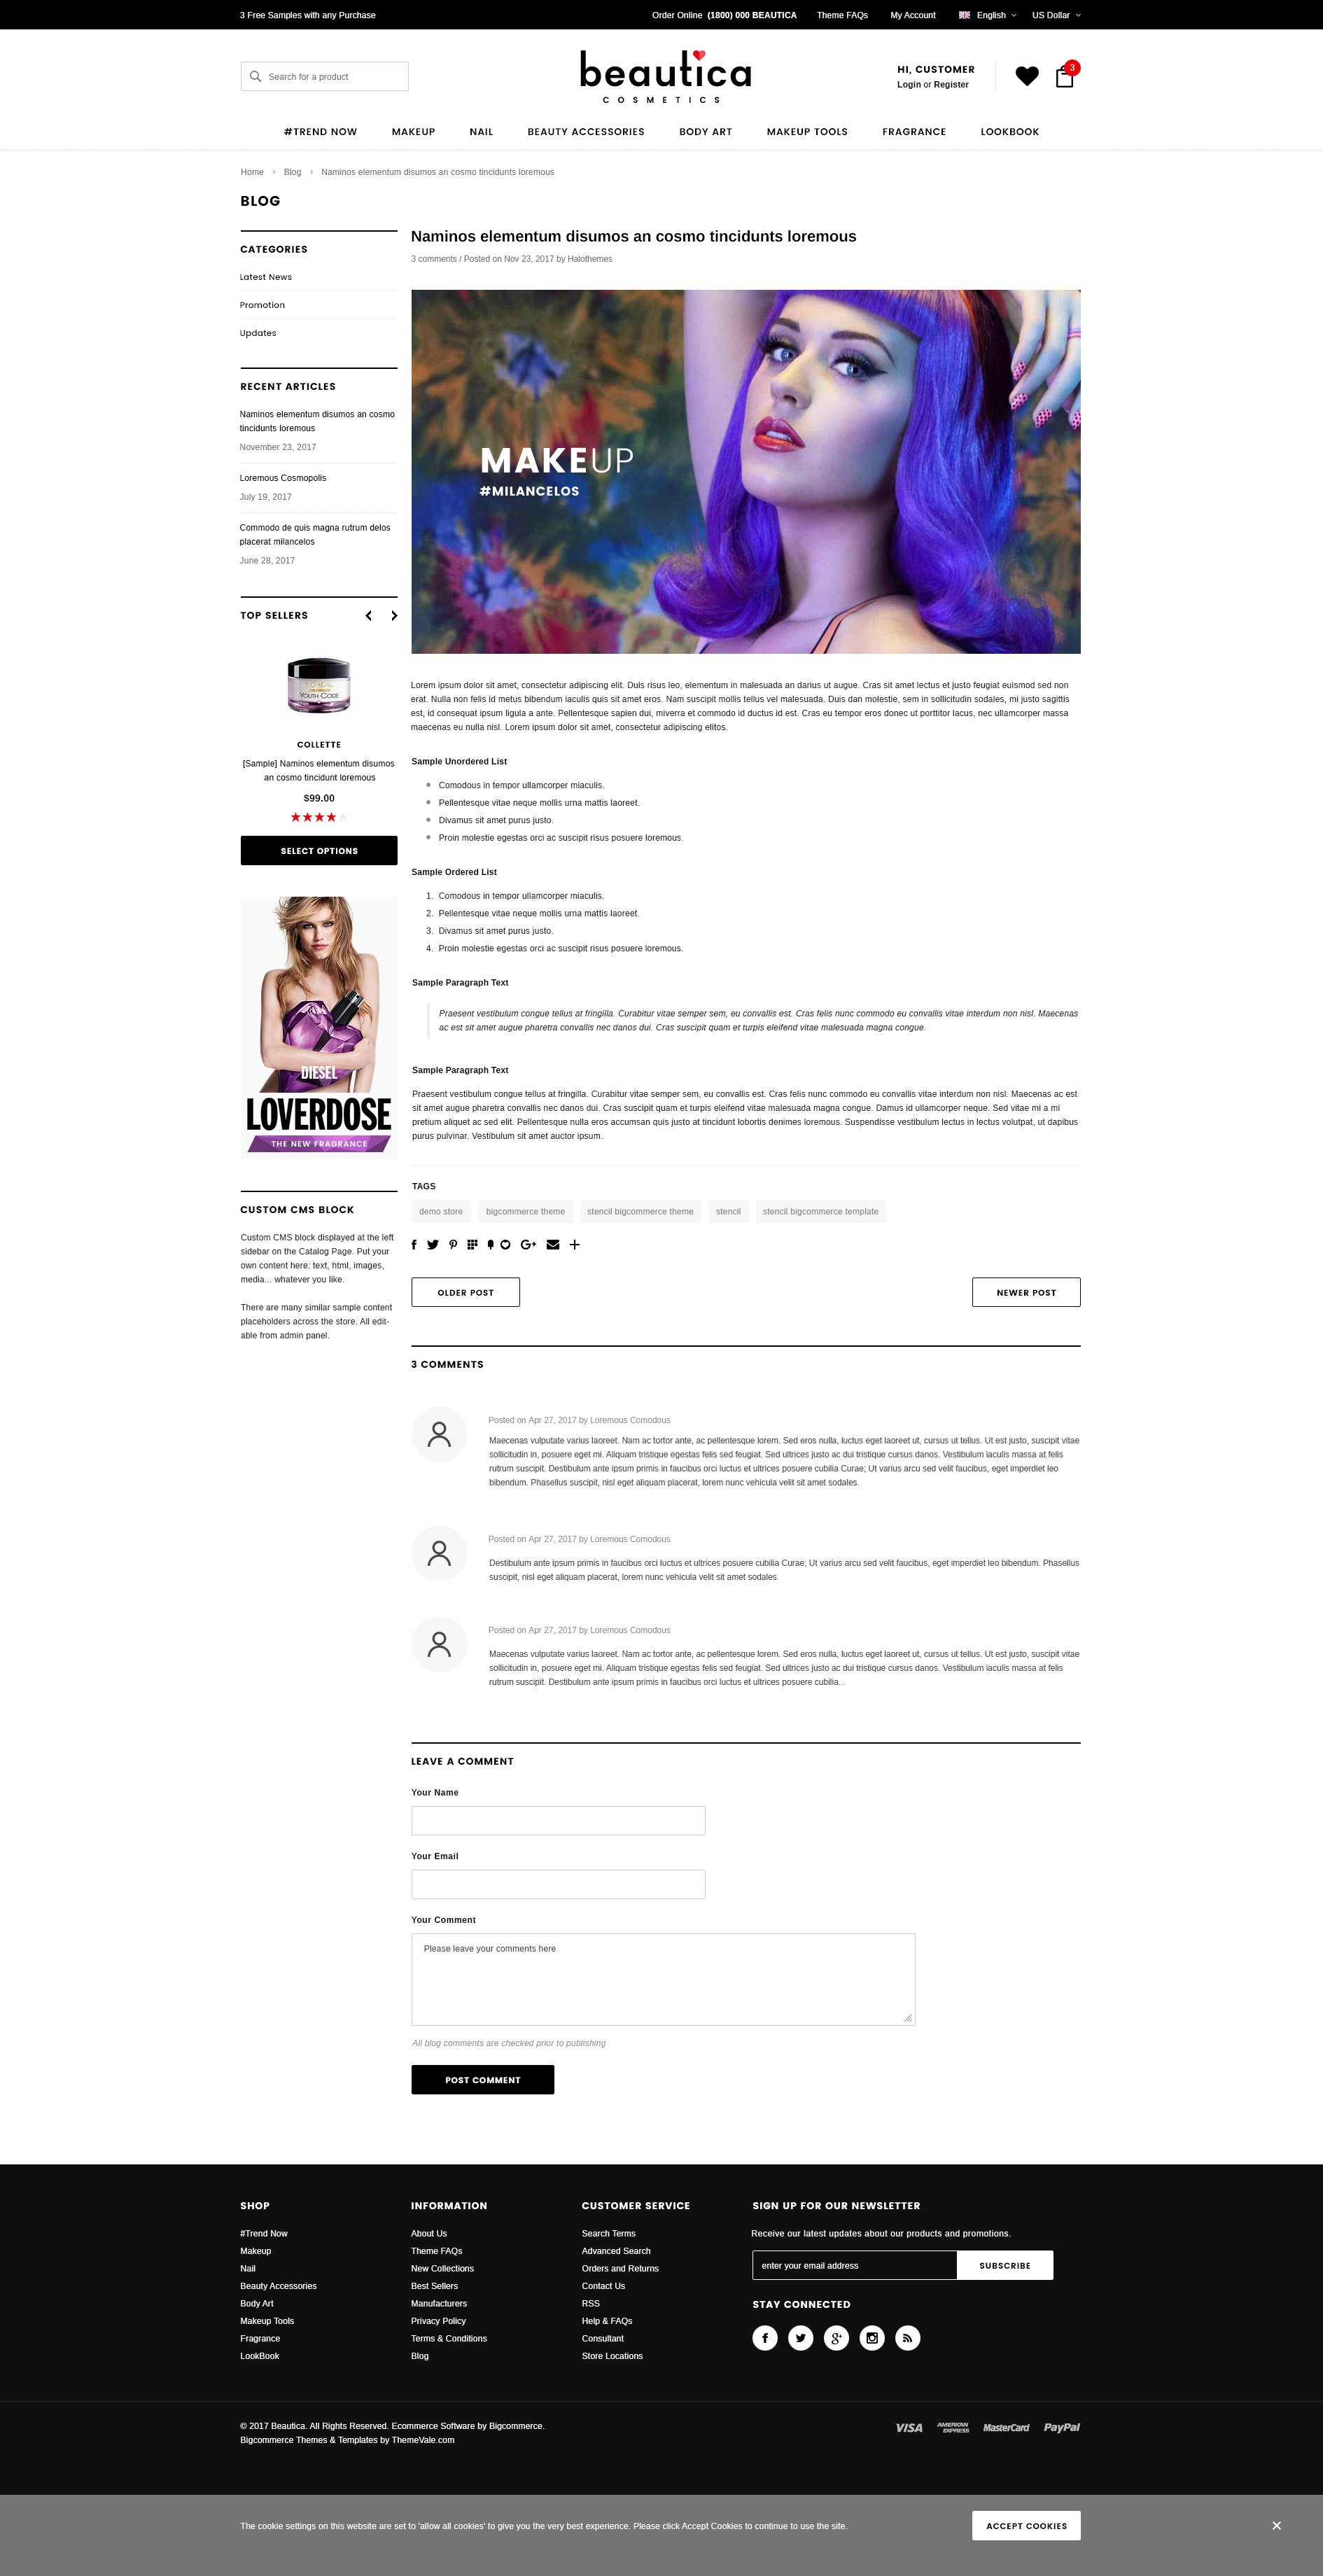 3 Free Samples with any Purchase
Order Online (1800) 000 BEAUTICA
Theme FAQs
My Account
English
US Dollar
Search for a product
beautica
COSMETICS
HI, CUSTOMER
Login or Register
3
#TREND NOW
MAKEUP
NAIL
BEAUTY ACCESSORIES
BODY ART
MAKEUP TOOLS
FRAGRANCE
LOOKBOOK
Home
Blog
Naminos elementum disumos an cosmo tincidunts loremous
BLOG
CATEGORIES
Latest News
Promotion
Updates
RECENT ARTICLES
Naminos elementum disumos an cosmo
tincidunts loremous
November 23, 2017
Loremous Cosmopolis
July 19, 2017
Commodo de quis magna rutrum delos
placerat milancelos
June 28, 2017
TOP SELLERS
L'OREAL
YOUTH CODE
COLLETTE
[Sample] Naminos elementum disumos
an cosmo tincidunt loremous
$99.00
SELECT OPTIONS
DIESEL
LOVERDOSE
THE NEW FRAGRANCE
CUSTOM CMS BLOCK
Custom CMS block displayed at the left
sidebar on the Catalog Page. Put your
own content here: text, html, images,
media... whatever you like.
There are many similar sample content
placeholders across the store. All edit-
able from admin panel.
Naminos elementum disumos an cosmo tincidunts loremous
3 comments / Posted on Nov 23, 2017 by Halothemes
MAKEUP
#MILANCELOS
Lorem ipsum dolor sit amet, consectetur adipiscing elit. Duis risus leo, elementum in malesuada an darius ut augue. Cras sit amet lectus et justo feugiat euismod sed non
erat. Nulla non felis id metus bibendum iaculis quis sit amet eros. Nam suscipit mollis tellus vel malesuada. Duis dan molestie, sem in sollicitudin sodales, mi justo sagittis
est, id consequat ipsum ligula a ante. Pellentesque sapien dui, miverra et commodo id ductus id est. Cras eu tempor eros donec ut porttitor lacus, nec ullamcorper massa
maecenas eu nulla nisl. Lorem ipsum dolor sit amet, consectetur adipiscing elitos.
Sample Unordered List
Comodous in tempor ullamcorper miaculis.
Pellentesque vitae neque mollis urna mattis laoreet.
Divamus sit amet purus justo.
Proin molestie egestas orci ac suscipit risus posuere loremous.
Sample Ordered List
1. Comodous in tempor ullamcorper miaculis.
2. Pellentesque vitae neque mollis urna mattis laoreet.
3. Divamus sit amet purus justo.
4. Proin molestie egestas orci ac suscipit risus posuere loremous.
Sample Paragraph Text
Praesent vestibulum congue tellus at fringilla. Curabitur vitae semper sem, eu convallis est. Cras felis nunc commodo eu convallis vitae interdum non nisl. Maecenas
ac est sit amet augue pharetra convallis nec danos dui. Cras suscipit quam et turpis eleifend vitae malesuada magna congue.
Sample Paragraph Text
Praesent vestibulum congue tellus at fringilla. Curabitur vitae semper sem, eu convallis est. Cras felis nunc commodo eu convallis vitae interdum non nisl. Maecenas ac est
sit amet augue pharetra convallis nec danos dui. Cras suscipit quam et turpis eleifend vitae malesuada magna congue. Damus id ullamcorper neque. Sed vitae mi a mi
pretium aliquet ac sed elit. Pellentesque nulla eros accumsan quis justo at tincidunt lobortis denimes loremous. Suspendisse vestibulum lectus in lectus volutpat, ut dapibus
purus pulvinar. Vestibulum sit amet auctor ipsum.
TAGS
demo store
bigcommerce theme
stencil bigcommerce theme
stencil
stencil bigcommerce template
OLDER POST
NEWER POST
3 COMMENTS
Posted on Apr 27, 2017 by Loremous Comodous
Maecenas vulputate varius laoreet. Nam ac tortor ante, ac pellentesque lorem. Sed eros nulla, luctus eget laoreet ut, cursus ut tellus. Ut est justo, suscipit vitae
sollicitudin in, posuere eget mi. Aliquam tristique egestas felis sed feugiat. Sed ultrices justo ac dui tristique cursus danos. Vestibulum iaculis massa at felis
rutrum suscipit. Destibulum ante ipsum primis in faucibus orci luctus et ultrices posuere cubilia Curae; Ut varius arcu sed velit faucibus, eget imperdiet leo
bibendum. Phasellus suscipit, nisl eget aliquam placerat, lorem nunc vehicula velit sit amet sodales.
Posted on Apr 27, 2017 by Loremous Comodous
Destibulum ante ipsum primis in faucibus orci luctus et ultrices posuere cubilia Curae; Ut varius arcu sed velit faucibus, eget imperdiet leo bibendum. Phasellus
suscipit, nisl eget aliquam placerat, lorem nunc vehicula velit sit amet sodales.
Posted on Apr 27, 2017 by Loremous Comodous
Maecenas vulputate varius laoreet. Nam ac tortor ante, ac pellentesque lorem. Sed eros nulla, luctus eget laoreet ut, cursus ut tellus. Ut est justo, suscipit vitae
sollicitudin in, posuere eget mi. Aliquam tristique egestas felis sed feugiat. Sed ultrices justo ac dui tristique cursus danos. Vestibulum iaculis massa at felis
rutrum suscipit. Destibulum ante ipsum primis in faucibus orci luctus et ultrices posuere cubilia...
LEAVE A COMMENT
Your Name
Your Email
Your Comment
Please leave your comments here
All blog comments are checked prior to publishing
POST COMMENT
SHOP
#Trend Now
Makeup
Nail
Beauty Accessories
Body Art
Makeup Tools
Fragrance
LookBook
INFORMATION
About Us
Theme FAQs
New Collections
Best Sellers
Manufacturers
Privacy Policy
Terms & Conditions
Blog
CUSTOMER SERVICE
Search Terms
Advanced Search
Orders and Returns
Contact Us
RSS
Help & FAQs
Consultant
Store Locations
SIGN UP FOR OUR NEWSLETTER
Receive our latest updates about our products and promotions.
enter your email address
SUBSCRIBE
STAY CONNECTED
© 2017 Beautica. All Rights Reserved. Ecommerce Software by Bigcommerce.
Bigcommerce Themes & Templates by ThemeVale.com
VISA
AMERICAN EXPRESS
MasterCard
PayPal
The cookie settings on this website are set to 'allow all cookies' to give you the very best experience. Please click Accept Cookies to continue to use the site.
ACCEPT COOKIES